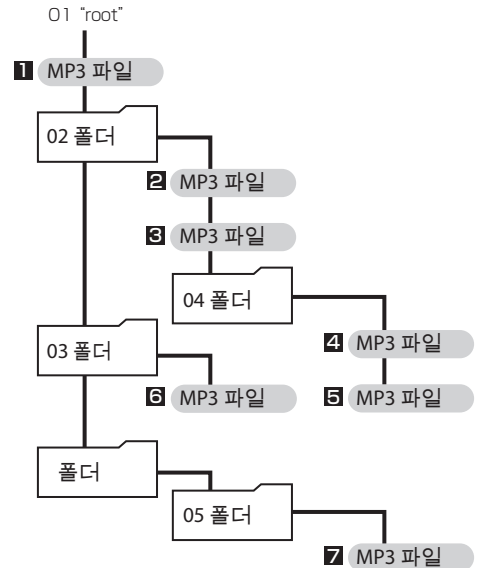 01 “root”
1 MP3 파일
02 폴더
2 MP3 파일
3 MP3 파일
04 폴더
03 폴더
4 MP3 파일
6 MP3 파일
5 MP3 파일
폴더
05 폴더
7 MP3 파일